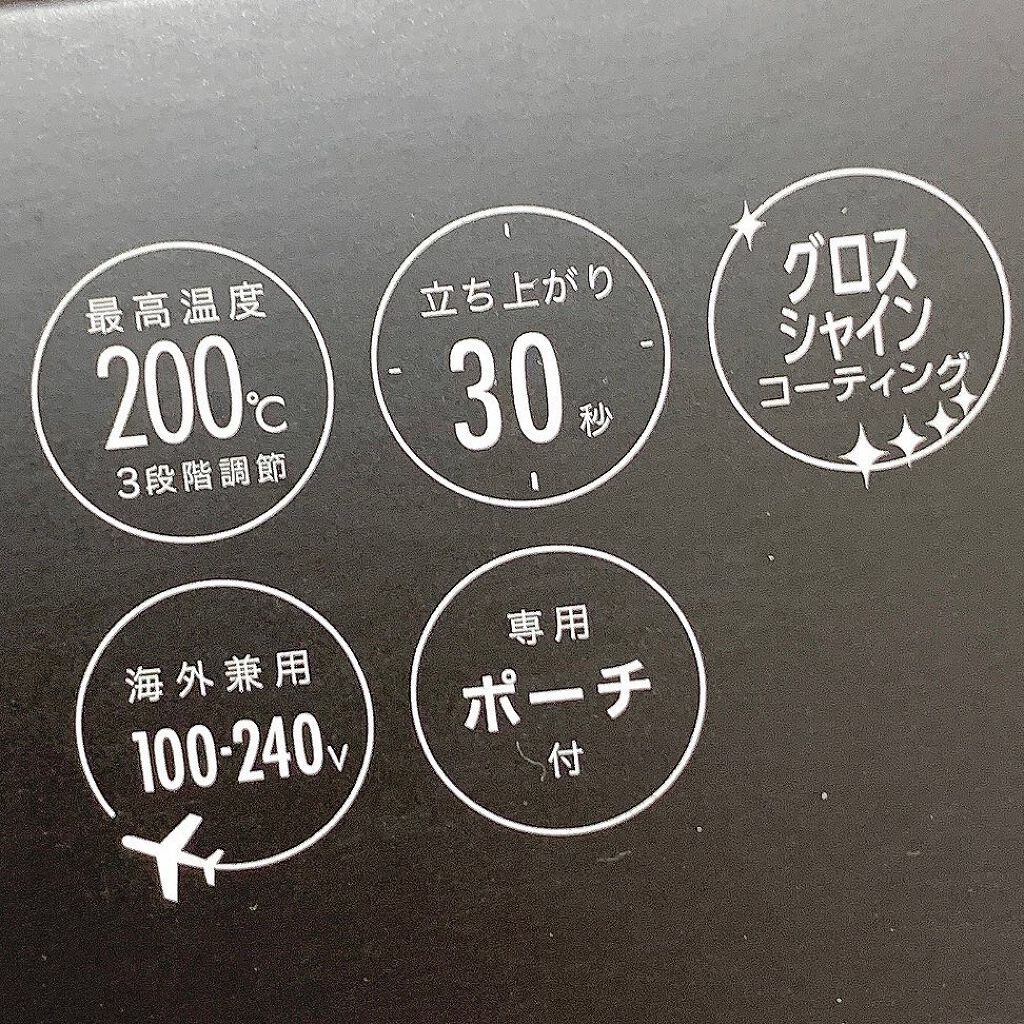 最高温度
200℃
3段階調節
立ち上がり
30秒
グロス
シャイン
コーティング
海外兼用
100-240V
専用
ポーチ
付